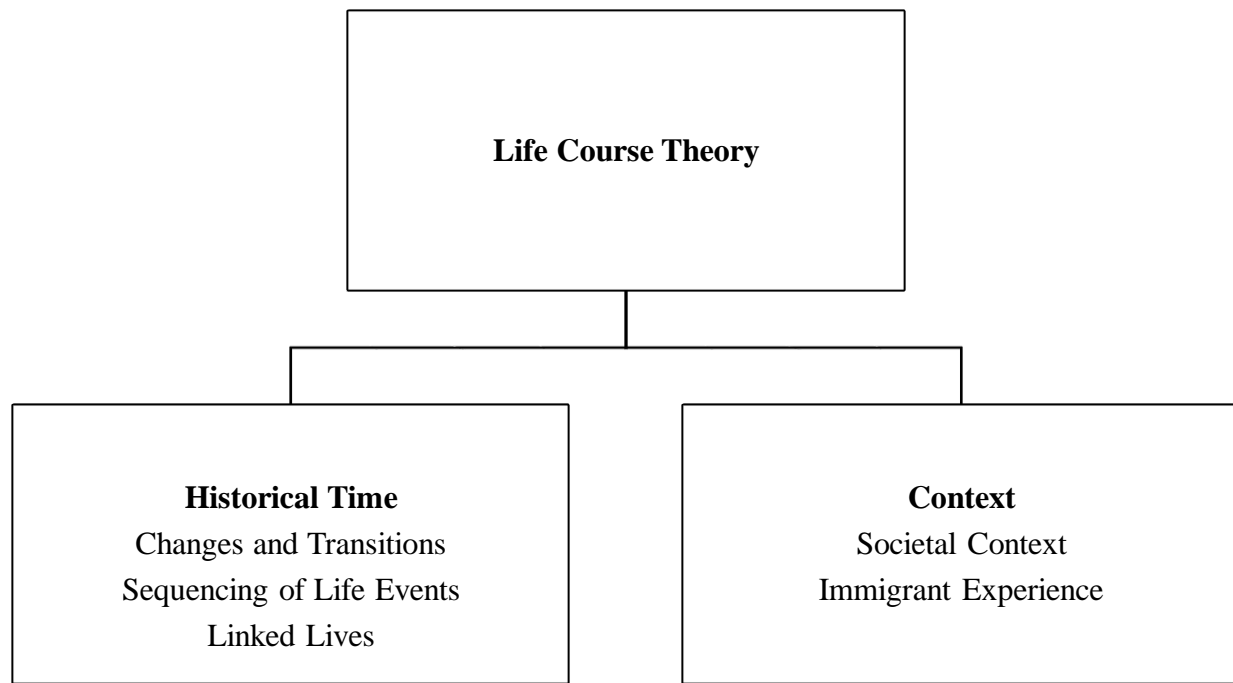 Life Course Theory
Historical Time
Changes and Transitions
Sequencing of Life Events
Linked Lives
Context
Societal Context
Immigrant Experience